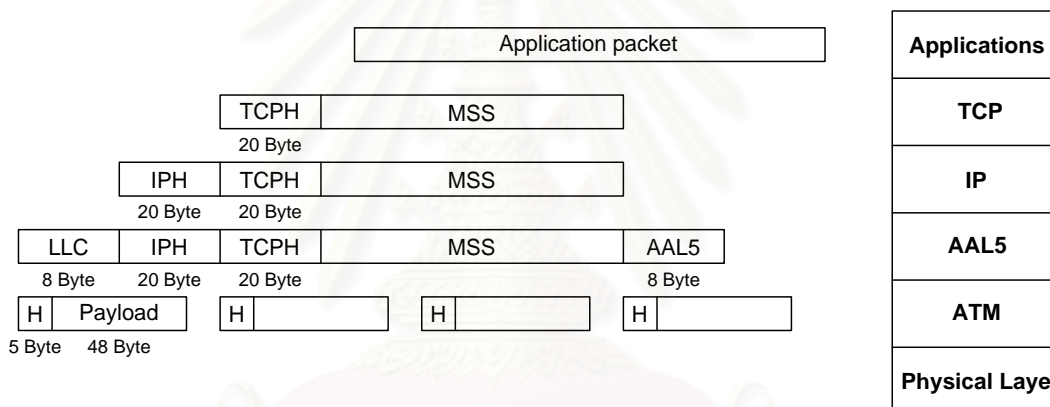 Application packet
Applications
TCPH MSS
TCP
20 Byte
IPH TCPH MSS
IP
20 Byte 20 Byte
LLC IPH TCPH MSS AAL5
AAL5
8 Byte 20 Byte 20 Byte 8 Byte
H Payload H H H
ATM
5 Byte 48 Byte
Physical Laye